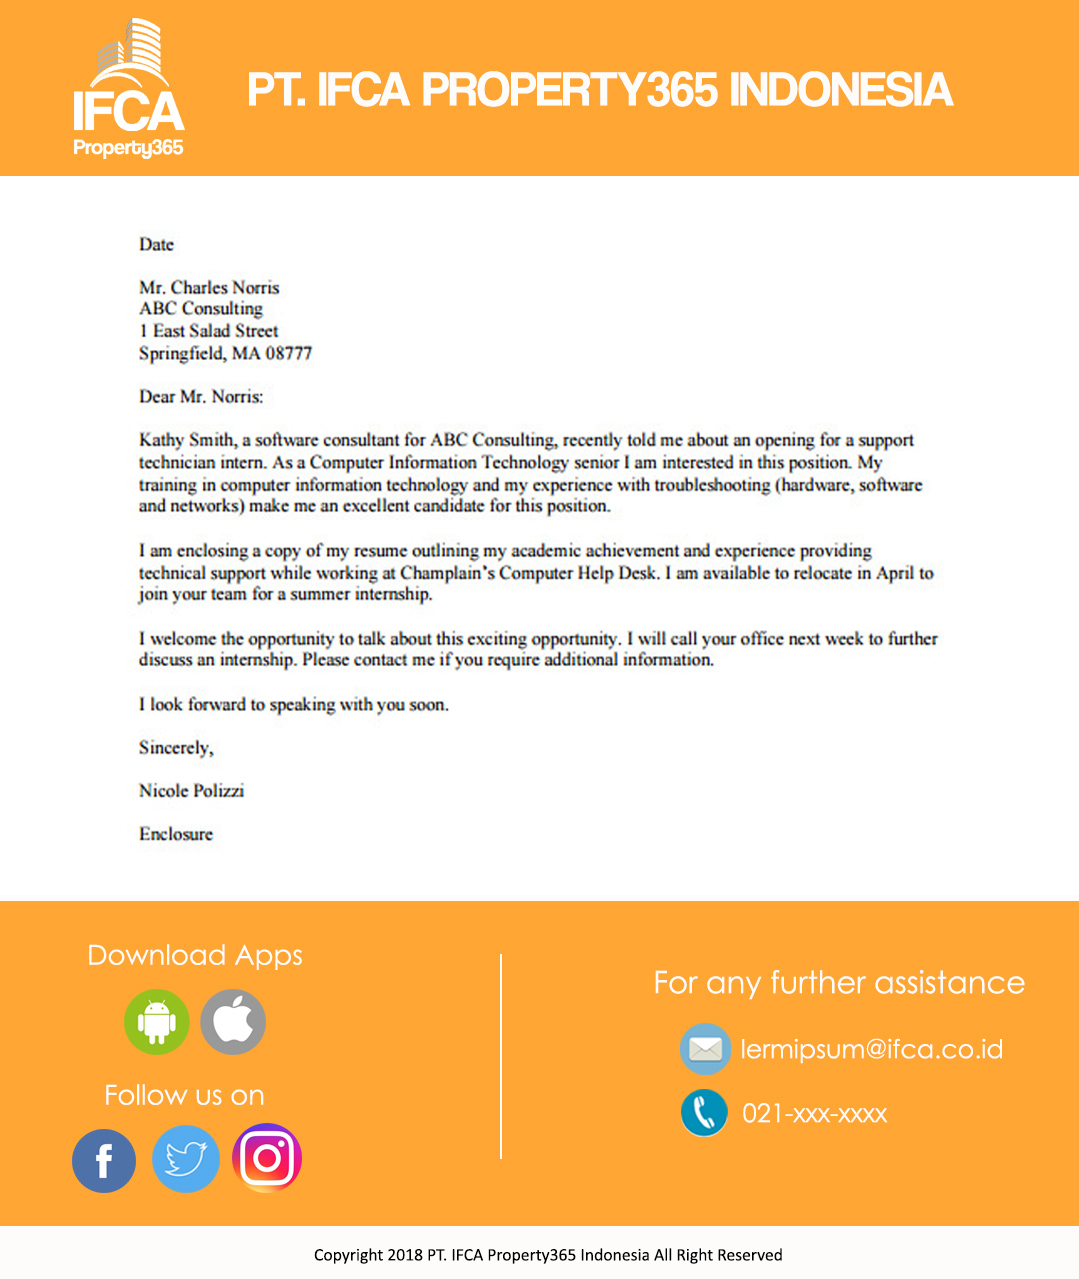 IFCA
Property365
PT. IFCA PROPERTY365 INDONESIA
Date
Mr. Charles Norris
ABC Consulting
1 East Salad Street
Springfield, MA 08777
Dear Mr. Norris:
Kathy Smith, a software consultant for ABC Consulting, recently told me about an opening for a support
technician intern. As a Computer Information Technology senior I am interested in this position. My
training in computer information technology and my experience with troubleshooting (hardware, software
and networks) make me an excellent candidate for this position.
I am enclosing a copy of my resume outlining my academic achievement and experience providing
technical support while working at Champlain's Computer Help Desk. I am available to relocate in April to
join your team for a summer internship.
I welcome the opportunity to talk about this exciting opportunity. I will call your office next week to further
discuss an internship. Please contact me if you require additional information.
I look forward to speaking with you soon.
Sincerely,
Nicole Polizzi
Enclosure
Download Apps
Follow us on
For any further assistance
lermipsum@ifca.co.id
021-xxx-xxxx
Copyright 2018 PT. IFCA Property365 Indonesia All Right Reserved